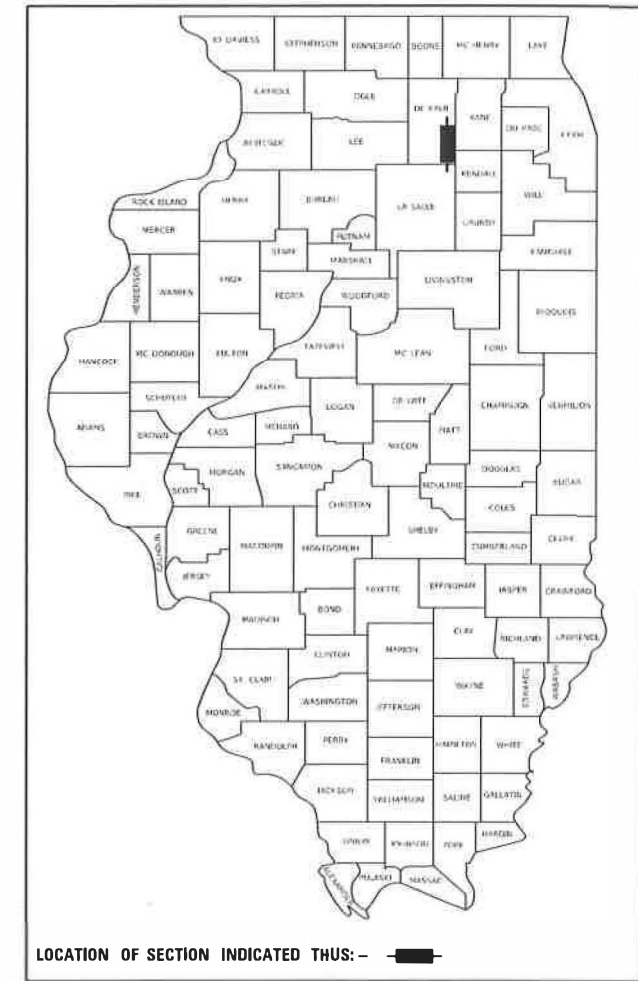 JO DAVIESS STEPHENSON WINNEBAGO BOONE MC HENRY LAKE
CARROLL OGLE DE KALB KANE DU PAGE COOK
WHITESIDE LEE KENDALL WILL
ROCK ISLAND HENRY BUREAU LA SALLE GRUNDY
MERCER PUTNAM KANKAKEE
STARK MARSHALL LIVINGSTON
HENDERSON WARREN KNOX PEORIA WOODFORD IROQUOIS
HANCOCK MC DONOUGH FULTON TAZEWELL MC LEAN FORD
MASON
SCHUYLER LOGAN DE WITT CHAMPAIGN VERMILION
ADAMS BROWN CASS MENARD MACON PIATT
MORGAN SANGAMON DOUGLAS EDGAR
PIKE SCOTT CHRISTIAN MOULTRIE COLES
GREENE SHELBY
CALHOUN MACOUPIN MONTGOMERY CUMBERLAND CLARK
JERSEY FAYETTE EFFINGHAM JASPER CRAWFORD
MADISON BOND CLAY RICHLAND LAWRENCE
CLINTON MARION
ST. CLAIR WAYNE EDWARDS WABASH
MONROE WASHINGTON JEFFERSON
RANDOLPH PERRY HAMILTON WHITE
FRANKLIN
JACKSON WILLIAMSON SALINE GALLATIN
UNION JOHNSON POPE HARDIN
ALEXANDER PULASKI MASSAC
LOCATION OF SECTION INDICATED THUS: -